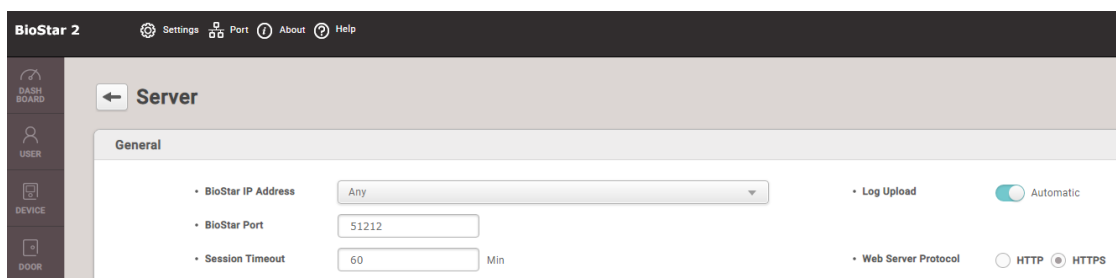 BioStar 2 Settings Port About Help
DASH
BOARD
Server
USER
General
DEVICE
BioStar IP Address Any Log Upload Automatic
BioStar Port 51212
DOOR
Session Timeout 60 Min Web Server Protocol HTTP HTTPS